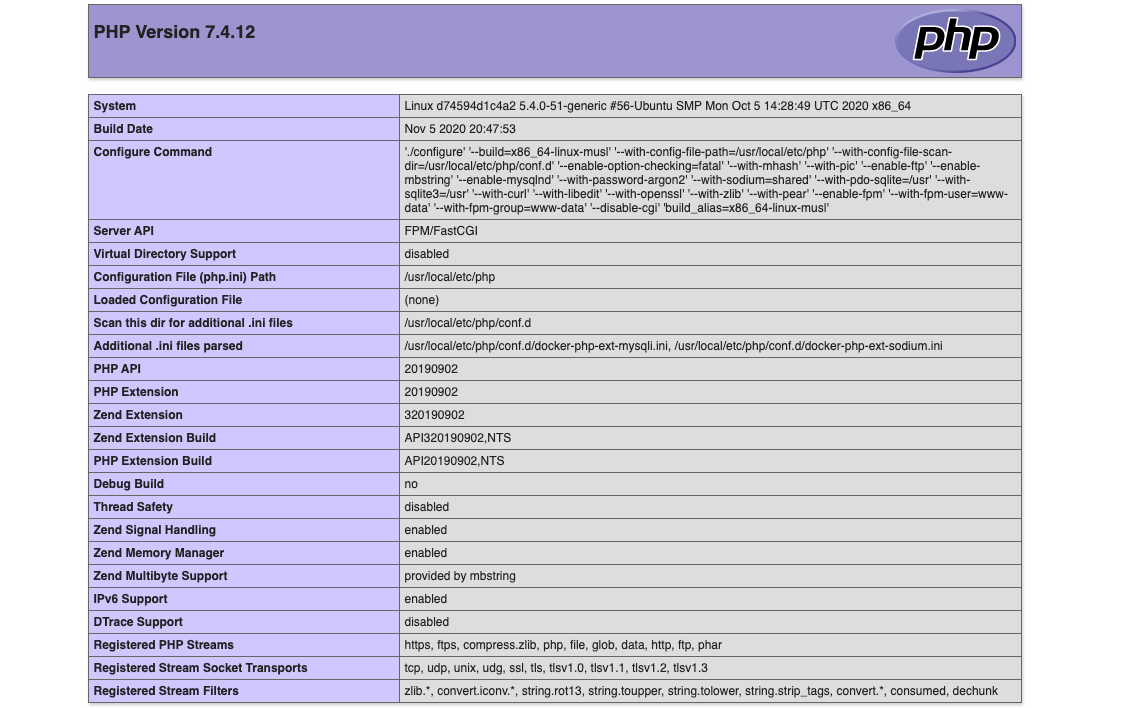 PHP Version 7.4.12
php
System Linux d74594d1c4a2 5.4.0-51-generic #56-Ubuntu SMP Mon Oct 5 14:28:49 UTC 2020 x86_64
Build Date Nov 5 2020 20:47:53
Configure Command './configure' '--build=x86_64-linux-musl' '--with-config-file-path=/usr/local/etc/php' '--with-config-file-scan-
dir=/usr/local/etc/php/conf.d' '--enable-option-checking=fatal' '--with-mhash' '--with-pic' '--enable-ftp' '--enable-
mbstring' '--enable-mysqlnd' '--with-password-argon2' '--with-sodium=shared' '--with-pdo-sqlite=/usr' '--with-
sqlite3=/usr' '--with-curl' '--with-libedit' '--with-openssl' '--with-zlib' '--with-pear' '--enable-fpm' '--with-fpm-user=www-
data' '--with-fpm-group=www-data' '--disable-cgi' 'build_alias=x86_64-linux-musl'
Server API FPM/FastCGI
Virtual Directory Support disabled
Configuration File (php.ini) Path /usr/local/etc/php
Loaded Configuration File (none)
Scan this dir for additional .ini files /usr/local/etc/php/conf.d
Additional .ini files parsed /usr/local/etc/php/conf.d/docker-php-ext-mysqli.ini, /usr/local/etc/php/conf.d/docker-php-ext-sodium.ini
PHP API 20190902
PHP Extension 20190902
Zend Extension 320190902
Zend Extension Build API320190902,NTS
PHP Extension Build API20190902,NTS
Debug Build no
Thread Safety disabled
Zend Signal Handling enabled
Zend Memory Manager enabled
Zend Multibyte Support provided by mbstring
IPv6 Support enabled
DTrace Support disabled
Registered PHP Streams https, ftps, compress.zlib, php, file, glob, data, http, ftp, phar
Registered Stream Socket Transports tcp, udp, unix, udg, ssl, tls, tlsv1.0, tlsv1.1, tlsv1.2, tlsv1.3
Registered Stream Filters zlib.*, convert.iconv.*, string.rot13, string.toupper, string.tolower, string.strip_tags, convert.*, consumed, dechunk